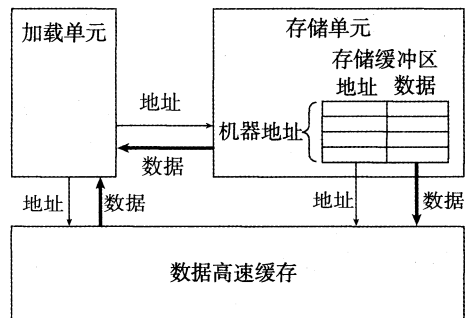 加载单元
存储单元
存储缓冲区
地址 数据
地址
机器地址
数据
地址
数据
地址
数据
数据高速缓存